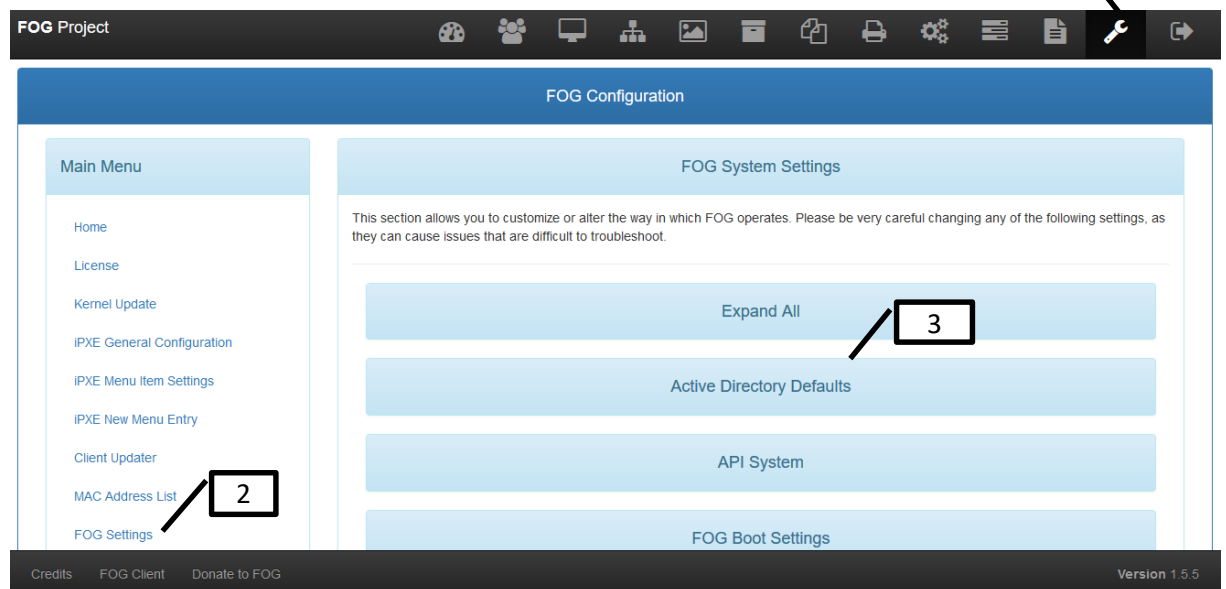 FOG Project
FOG Configuration
Main Menu
Home
License
Kernel Update
iPXE General Configuration
iPXE Menu Item Settings
iPXE New Menu Entry
Client Updater
MAC Address List
2
FOG Settings
FOG System Settings
This section allows you to customize or alter the way in which FOG operates. Please be very careful changing any of the following settings, as
they can cause issues that are difficult to troubleshoot.
Expand All
3
Active Directory Defaults
API System
FOG Boot Settings
Credits FOG Client Donate to FOG Version 1.5.5